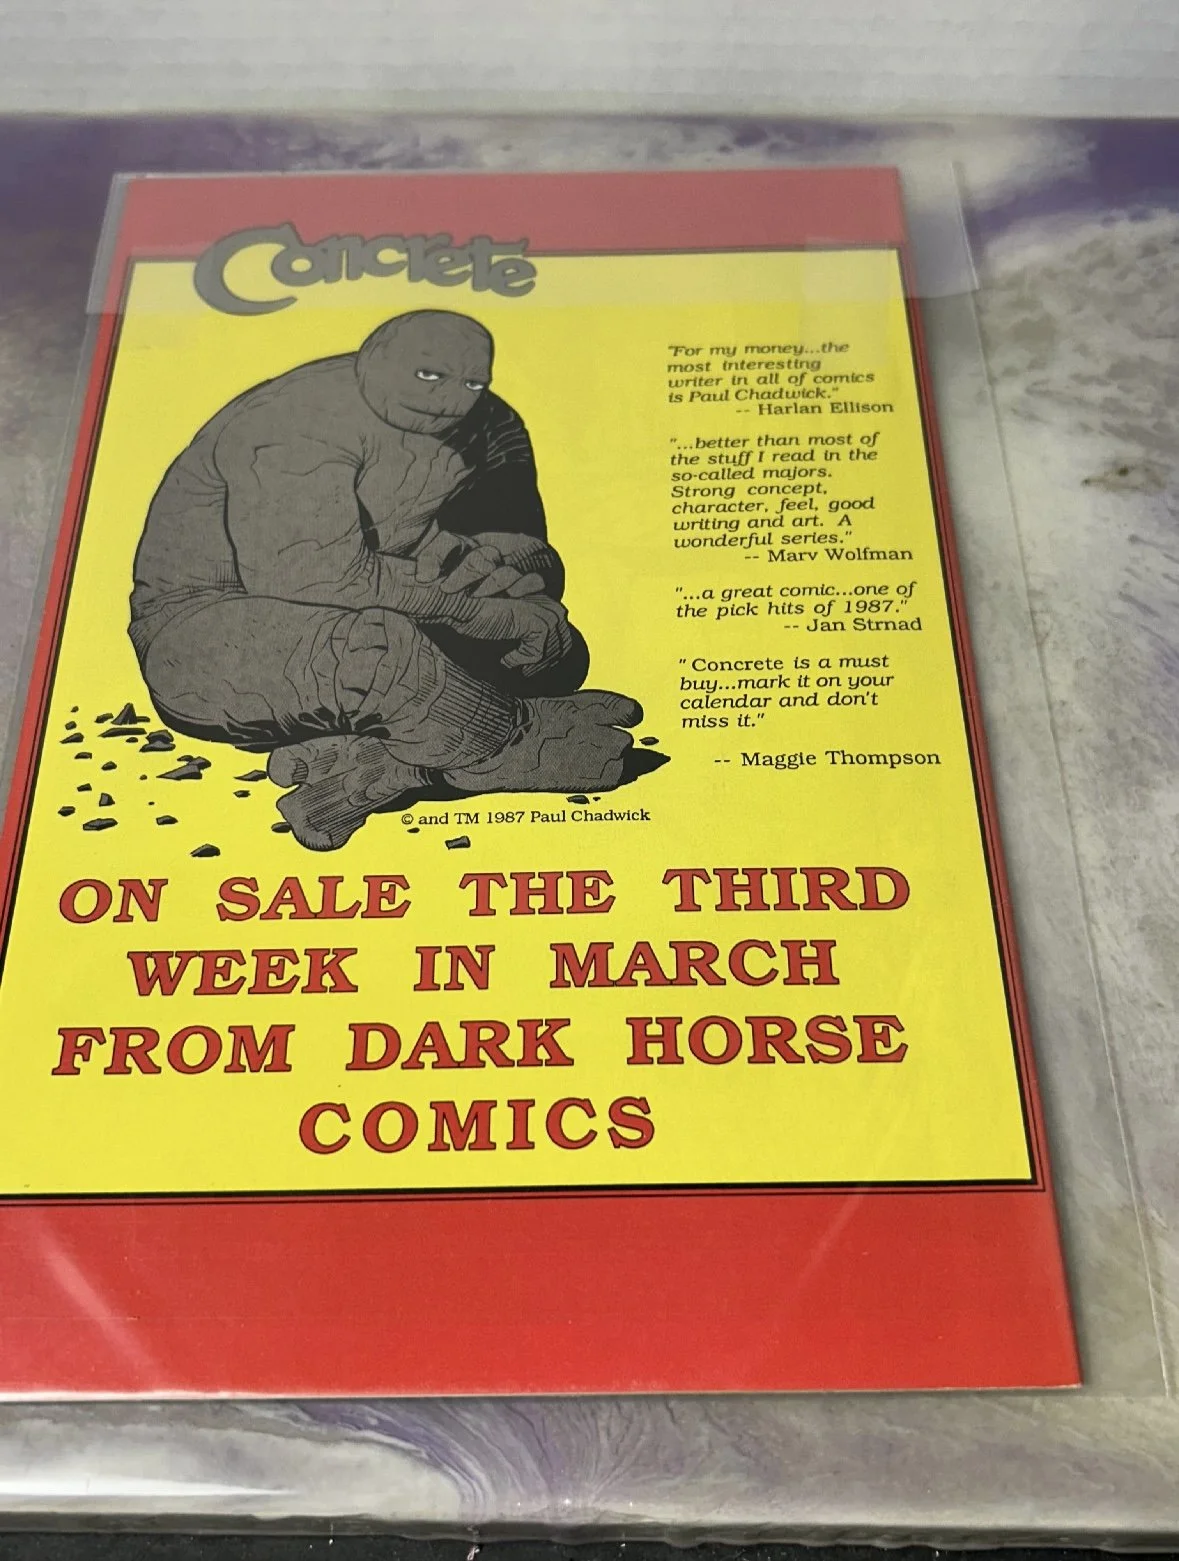 Concrete
"For my money...the
most interesting
writer in all of comics
is Paul Chadwick."
-- Harlan Ellison
"...better than most of
the stuff I read in the
so-called majors.
Strong concept,
character, feel, good
writing and art. A
wonderful series."
-- Marv Wolfman
"...a great comic...one of
the pick hits of 1987."
-- Jan Strnad
"Concrete is a must
buy...mark it on your
calendar and don't
miss it."
-- Maggie Thompson
© and TM 1987 Paul Chadwick
ON SALE THE THIRD
WEEK IN MARCH
FROM DARK HORSE
COMICS